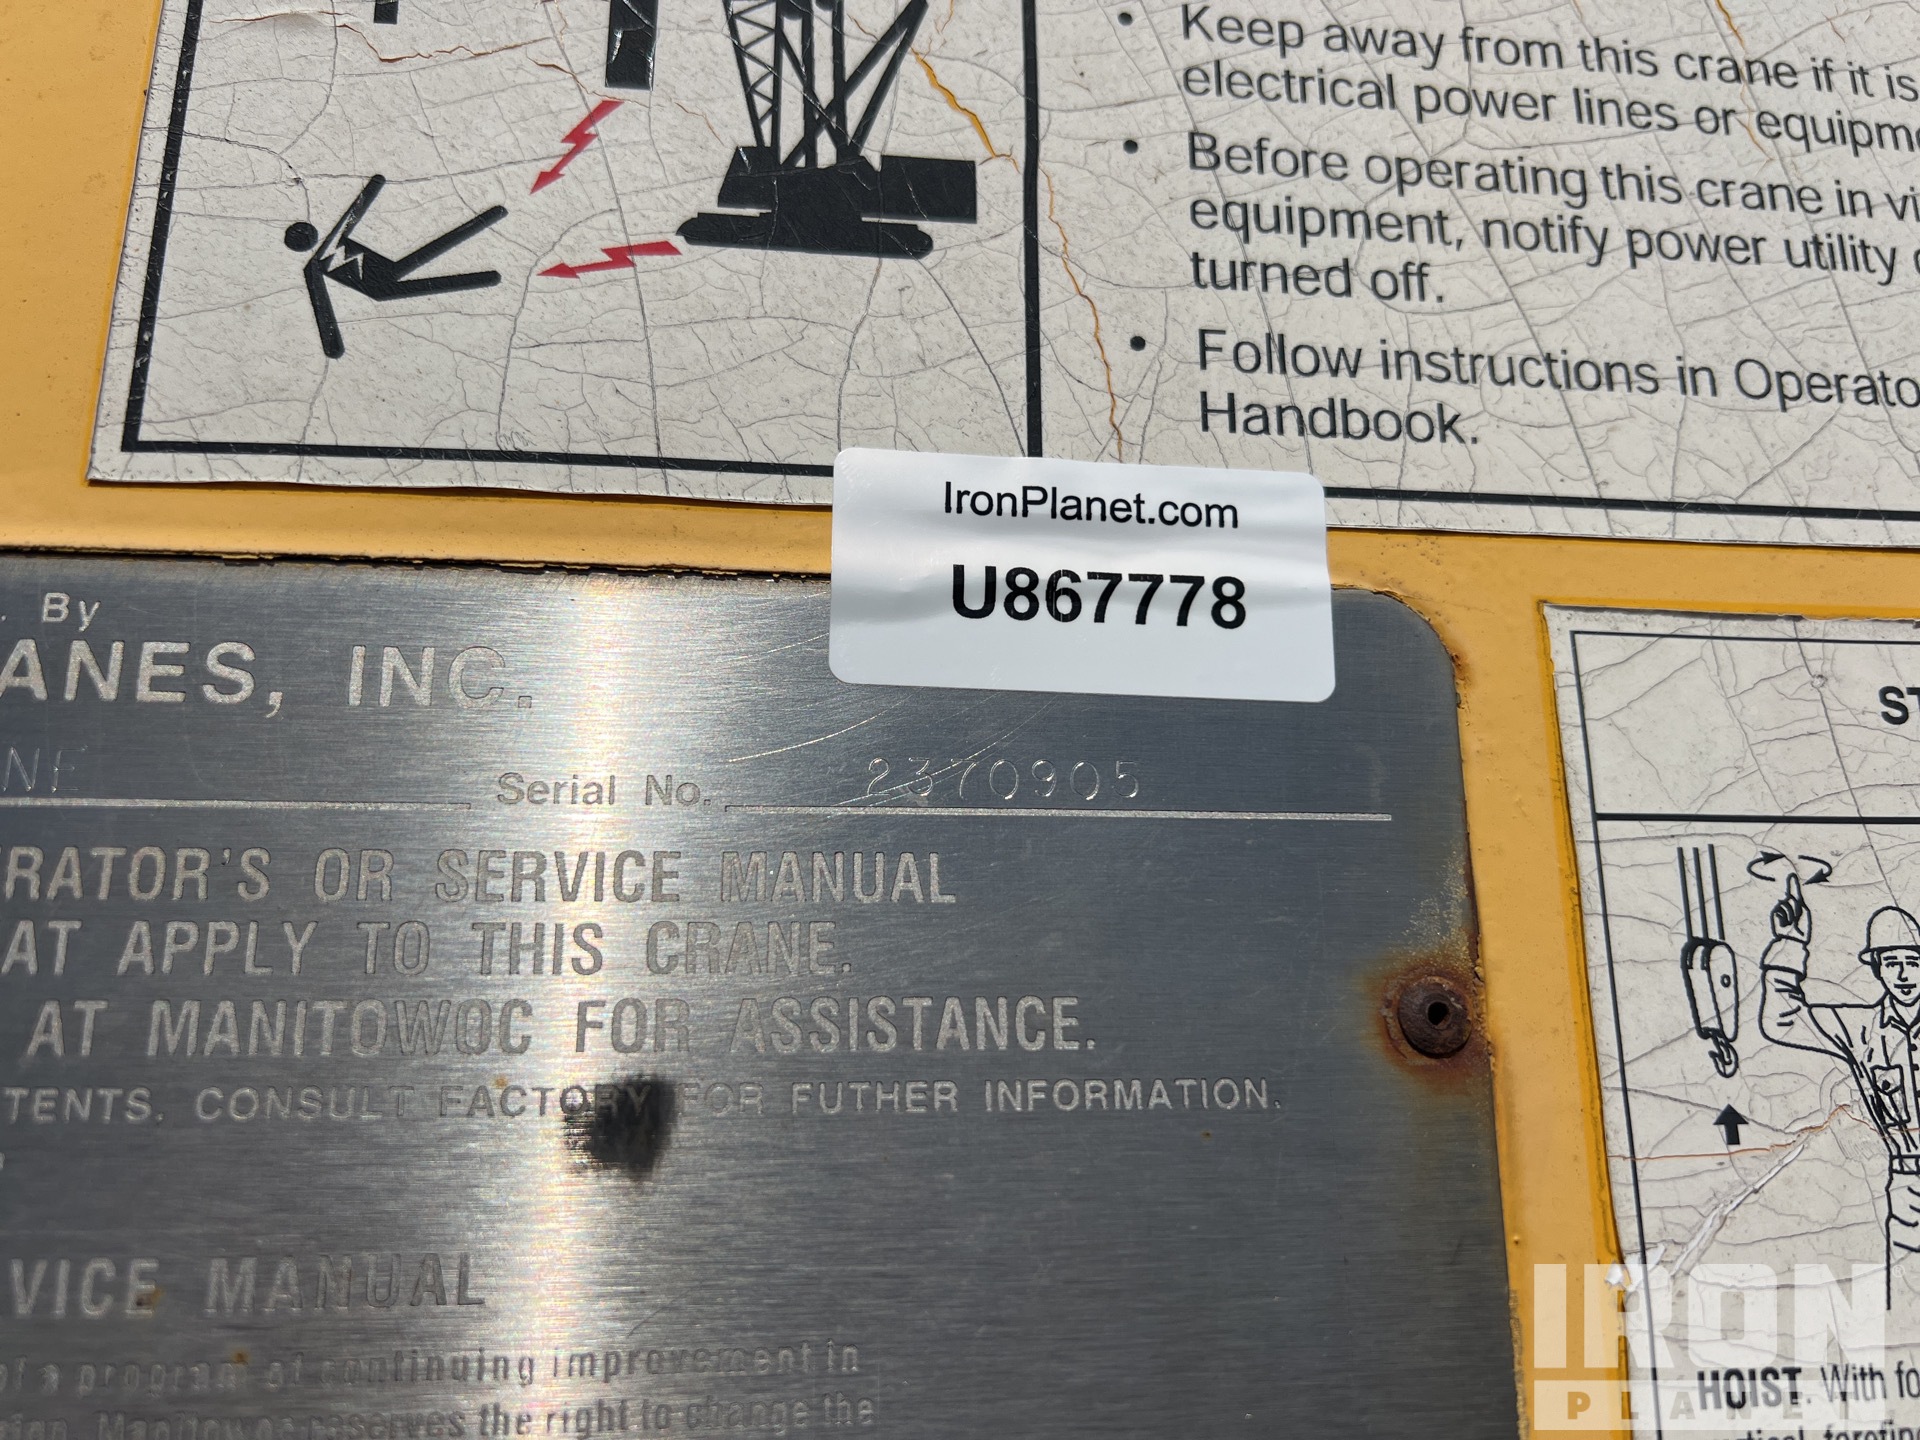 Keep away from this crane if it is
electrical power lines or equipm
Before operating this crane in vi
equipment, notify power utility
turned off.
Follow instructions in Operato
Handbook.
IronPlanet.com
U867778
. By
ANES, INC.
NE
Serial No. 2370905
RATOR'S OR SERVICE MANUAL
AT APPLY TO THIS CRANE.
AT MANITOWOC FOR ASSISTANCE.
TENTS, CONSULT FACTORY FOR FUTHER INFORMATION.
VICE MANUAL
of a program of continuing improvement in
sign, Manitowoc reserves the right to change the
ST
HOIST. With fo
vertical, forefin
IRON
PLANET